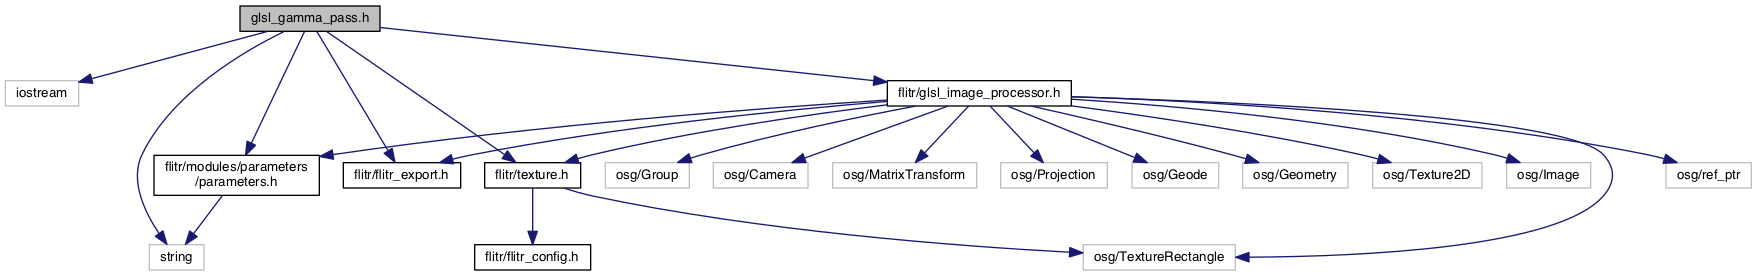 glsl_gamma_pass.h
iostream
flitr/glsl_image_processor.h
flitr/modules/parameters
/parameters.h
flitr/flitr_export.h
flitr/texture.h
osg/Group
osg/Camera
osg/MatrixTransform
osg/Projection
osg/Geode
osg/Geometry
osg/Texture2D
osg/Image
osg/ref_ptr
string
flitr/flitr_config.h
osg/TextureRectangle